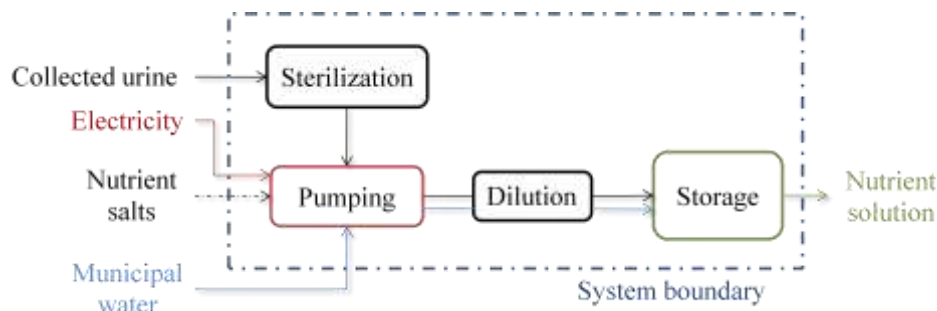 Collected urine
Sterilization
Electricity
Nutrient
salts
Pumping
Dilution
Storage
Nutrient
solution
Municipal
water
System boundary